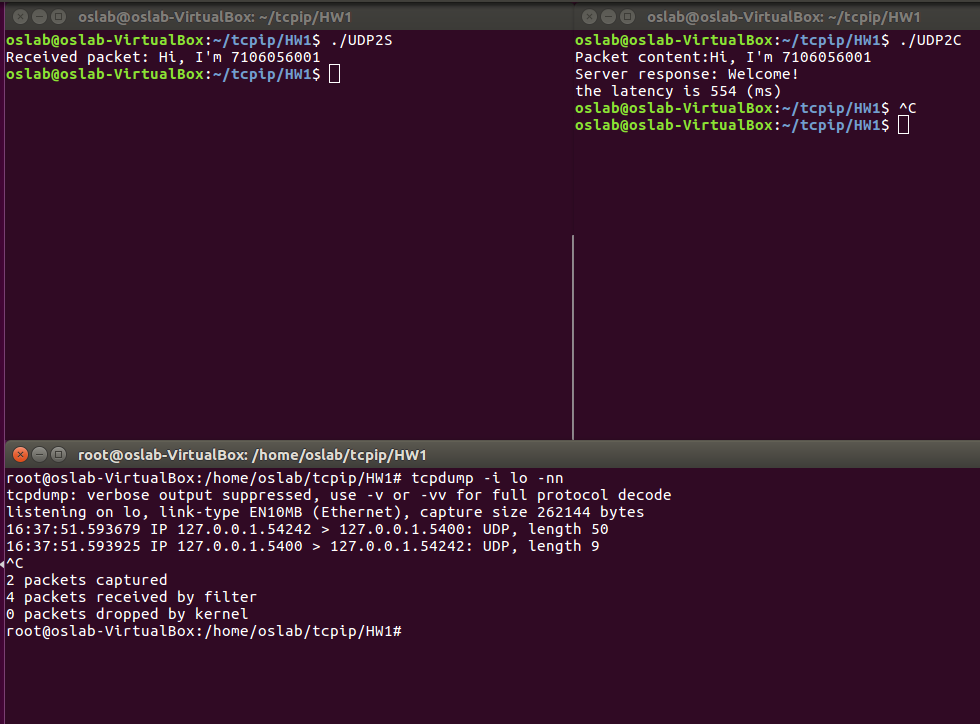 oslab@oslab-VirtualBox: ~/tcpip/HW1
oslab@oslab-VirtualBox:~/tcpip/HW1$ ./UDP2S
Received packet: Hi, I'm 7106056001
oslab@oslab-VirtualBox:~/tcpip/HW1$
oslab@oslab-VirtualBox: ~/tcpip/HW1
oslab@oslab-VirtualBox:~/tcpip/HW1$ ./UDP2C
Packet content:Hi, I'm 7106056001
Server response: Welcome!
the latency is 554 (ms)
oslab@oslab-VirtualBox:~/tcpip/HW1$ ^C
oslab@oslab-VirtualBox:~/tcpip/HW1$
root@oslab-VirtualBox: /home/oslab/tcpip/HW1
root@oslab-VirtualBox:/home/oslab/tcpip/HW1# tcpdump -i lo -nn
tcpdump: verbose output suppressed, use -v or -vv for full protocol decode
listening on lo, link-type EN10MB (Ethernet), capture size 262144 bytes
16:37:51.593679 IP 127.0.0.1.54242 > 127.0.0.1.5400: UDP, length 50
16:37:51.593925 IP 127.0.0.1.5400 > 127.0.0.1.54242: UDP, length 9
^C
2 packets captured
4 packets received by filter
0 packets dropped by kernel
root@oslab-VirtualBox:/home/oslab/tcpip/HW1#